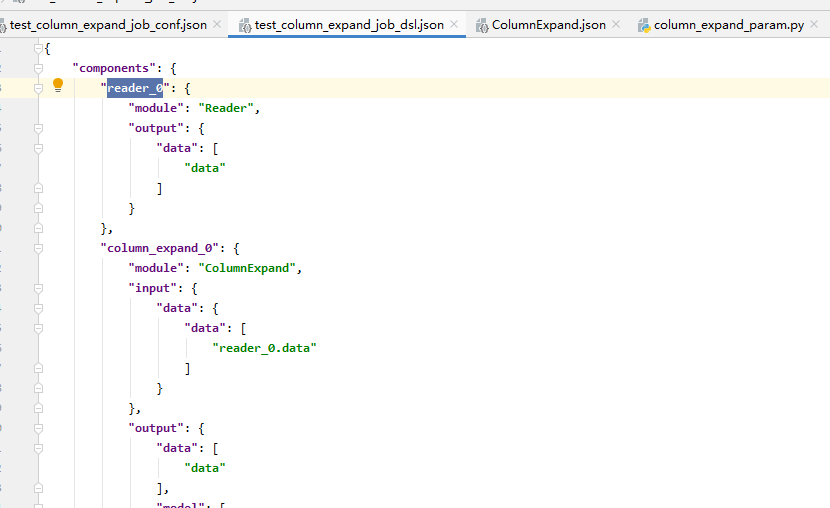 test_column_expand_job_conf.json test_column_expand_job_dsl.json ColumnExpand.json column_expand_param.py
{
"components": {
"reader_0": {
"module": "Reader",
"output": {
"data": [
"data"
]
}
},
"column_expand_0": {
"module": "ColumnExpand",
"input": {
"data": {
"data": [
"reader_0.data"
]
}
},
"output": {
"data": [
"data"
],
"model": [